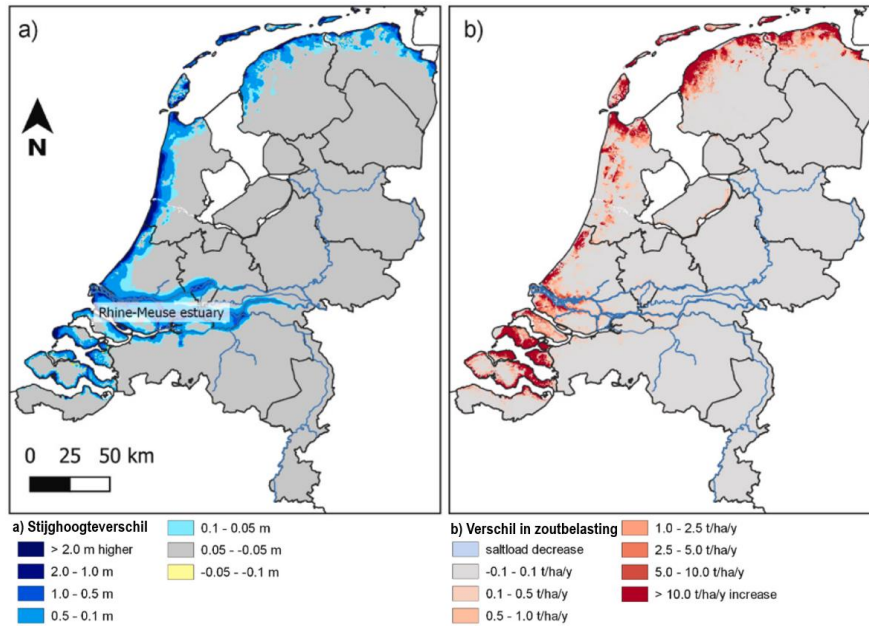 a)
b)
N
Rhine-Meuse estuary
0 25 50 km
a) Stijghoogteverschil
> 2.0 m higher
2.0 - 1.0 m
1.0 - 0.5 m
0.5 - 0.1 m
0.1 - 0.05 m
0.05 - -0.05 m
-0.05 - -0.1 m
b) Verschil in zoutbelasting
saltload decrease
-0.1 - 0.1 t/ha/y
0.1 - 0.5 t/ha/y
0.5 - 1.0 t/ha/y
1.0 - 2.5 t/ha/y
2.5 - 5.0 t/ha/y
5.0 - 10.0 t/ha/y
> 10.0 t/ha/y increase